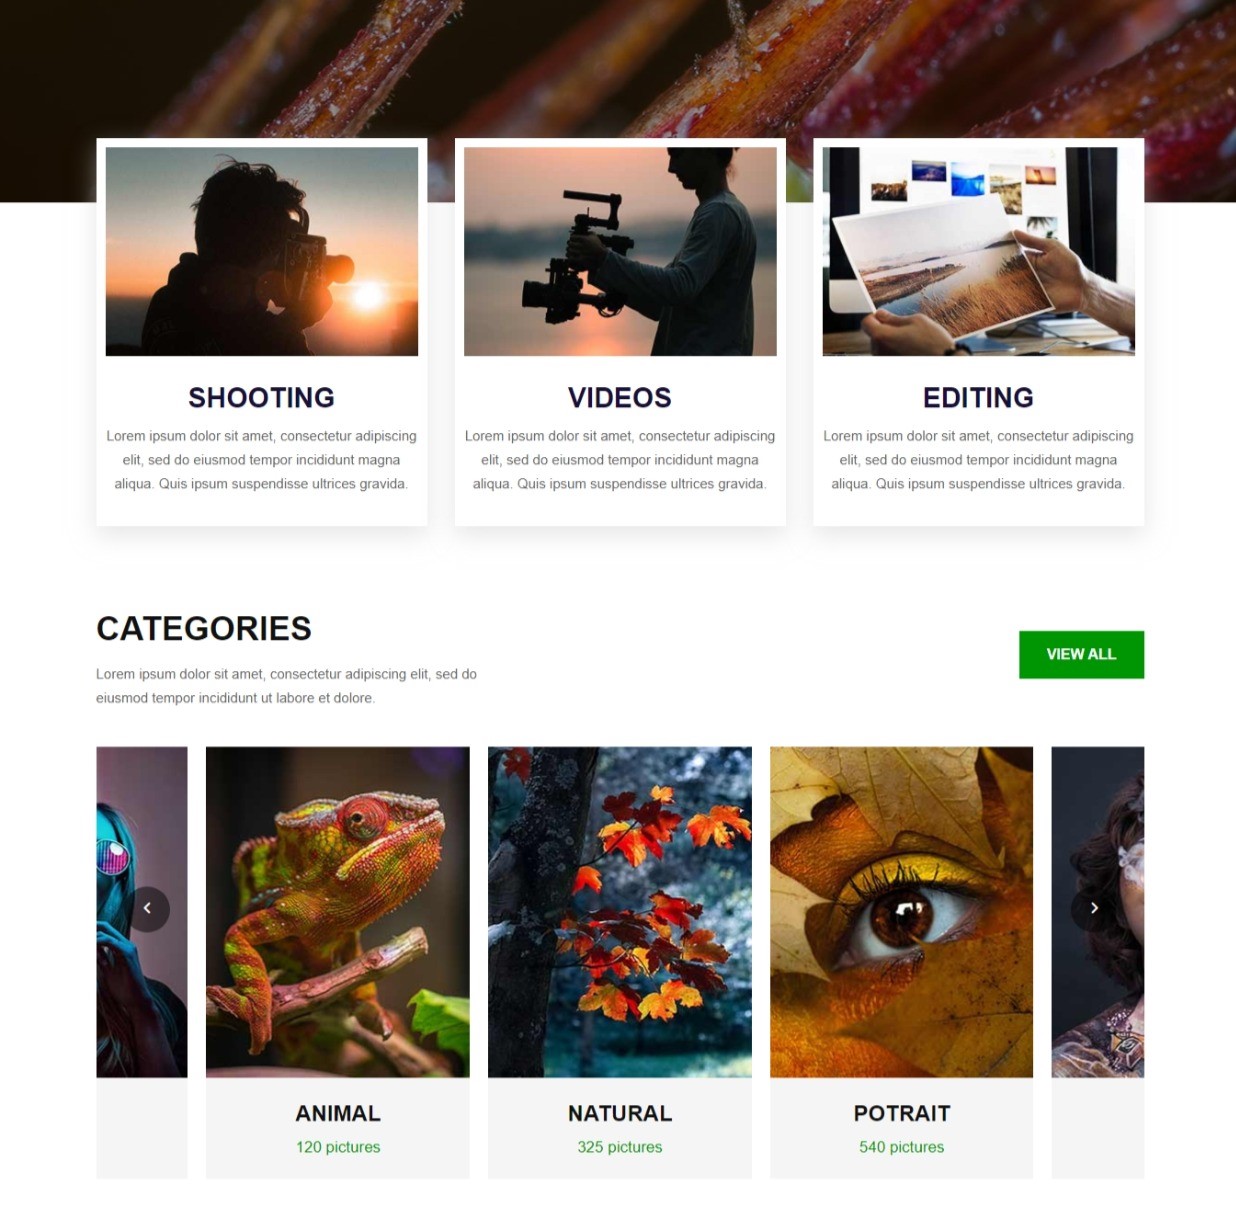 SHOOTING
Lorem ipsum dolor sit amet, consectetur adipiscing
elit, sed do eiusmod tempor incididunt magna
aliqua. Quis ipsum suspendisse ultrices gravida.
VIDEOS
Lorem ipsum dolor sit amet, consectetur adipiscing
elit, sed do eiusmod tempor incididunt magna
aliqua. Quis ipsum suspendisse ultrices gravida.
EDITING
Lorem ipsum dolor sit amet, consectetur adipiscing
elit, sed do eiusmod tempor incididunt magna
aliqua. Quis ipsum suspendisse ultrices gravida.
CATEGORIES
Lorem ipsum dolor sit amet, consectetur adipiscing elit, sed do
eiusmod tempor incididunt ut labore et dolore.
VIEW ALL
ANIMAL
120 pictures
NATURAL
325 pictures
POTRAIT
540 pictures